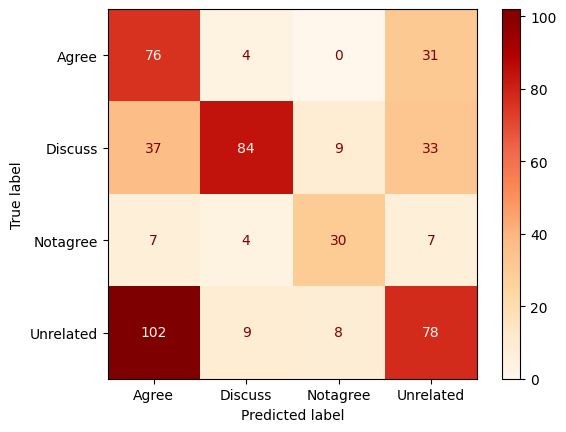 Agree 76 4 0 31
Discuss 37 84 9 33
Notagree 7 4 30 7
Unrelated 102 9 8 78
Agree Discuss Notagree Unrelated
Predicted label
True label
100
80
60
40
20
0